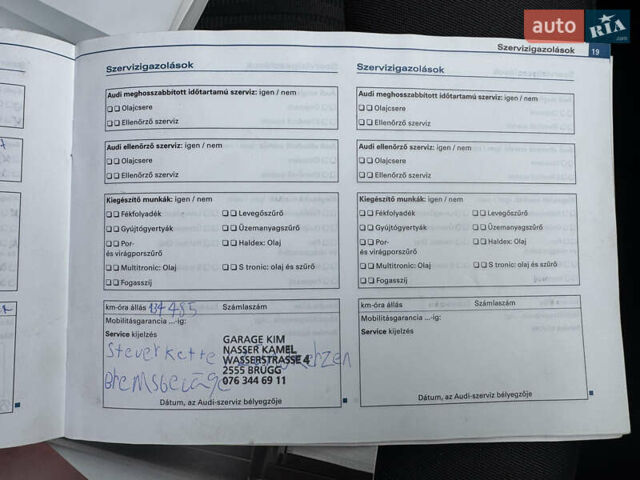 auto RIA.com
Szervizigazolások 19
Szervizigazolások
Audi meghosszabbított időtartamú szerviz: igen / nem
Olajcsere
Ellenőrző szerviz
Audi ellenőrző szerviz: igen / nem
Olajcsere
Ellenőrző szerviz
Kiegészítő munkák: igen / nem
Fékfolyadék Levegőszűrő
Gyújtógyertyák Üzemanyagszűrő
Por- Haldex: Olaj
és virágporszűrő
Multitronic: Olaj S tronic: olaj és szűrő
Fogasszíj
km-óra állás 134 485 Számlaszám
Mobilitásgarancia ...-ig:
Service kijelzés
Steuerkette
Bremsbeläge
GARAGE KIM
NASSER KAMEL
WASSERSTRASSE 4
2555 BRÜGG
076 344 69 11
Dátum, az Audi-szerviz bélyegzője
Szervizigazolások
Audi meghosszabbított időtartamú szerviz: igen / nem
Olajcsere
Ellenőrző szerviz
Audi ellenőrző szerviz: igen / nem
Olajcsere
Ellenőrző szerviz
Kiegészítő munkák: igen / nem
Fékfolyadék Levegőszűrő
Gyújtógyertyák Üzemanyagszűrő
Por- Haldex: Olaj
és virágporszűrő
Multitronic: Olaj S tronic: olaj és szűrő
Fogasszíj
km-óra állás Számlaszám
Mobilitásgarancia ...-ig:
Service kijelzés
Dátum, az Audi-szerviz bélyegzője